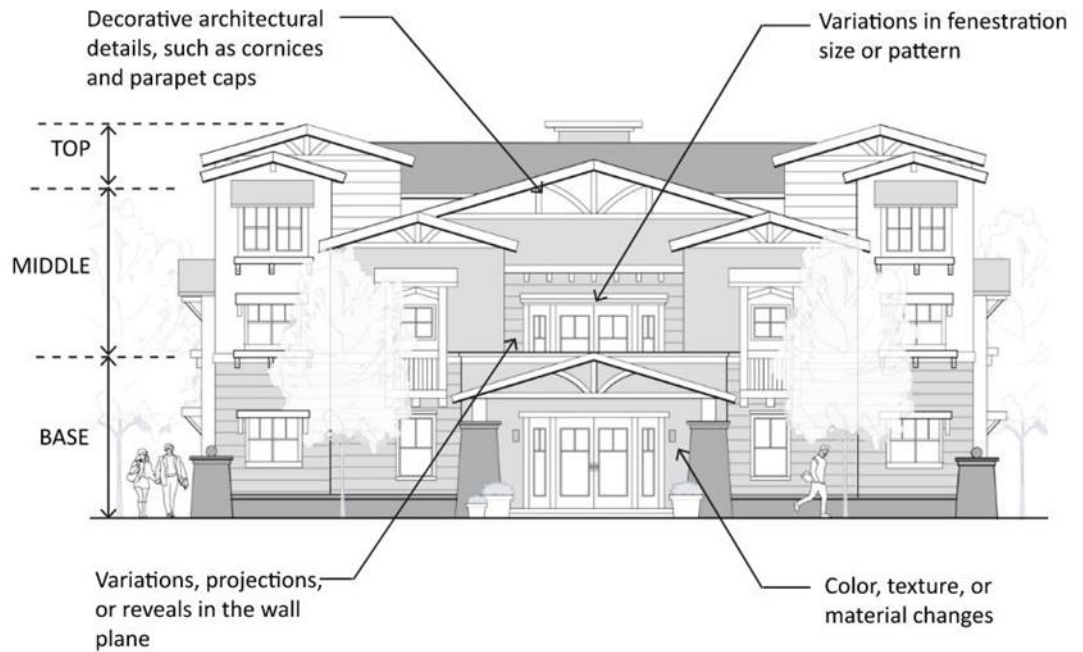 Decorative architectural
details, such as cornices
and parapet caps
Variations in fenestration
size or pattern
TOP
MIDDLE
BASE
Variations, projections,
or reveals in the wall
plane
Color, texture, or
material changes